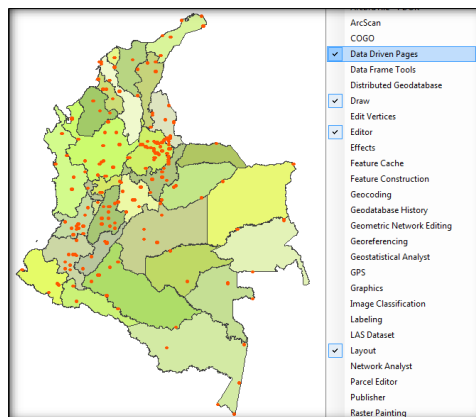 ArcScan
COGO
Data Driven Pages
Data Frame Tools
Distributed Geodatabase
Draw
Edit Vertices
Editor
Effects
Feature Cache
Feature Construction
Geocoding
Geodatabase History
Geometric Network Editing
Georeferencing
Geostatistical Analyst
GPS
Graphics
Image Classification
Labeling
LAS Dataset
Layout
Network Analyst
Parcel Editor
Publisher
Raster Painting